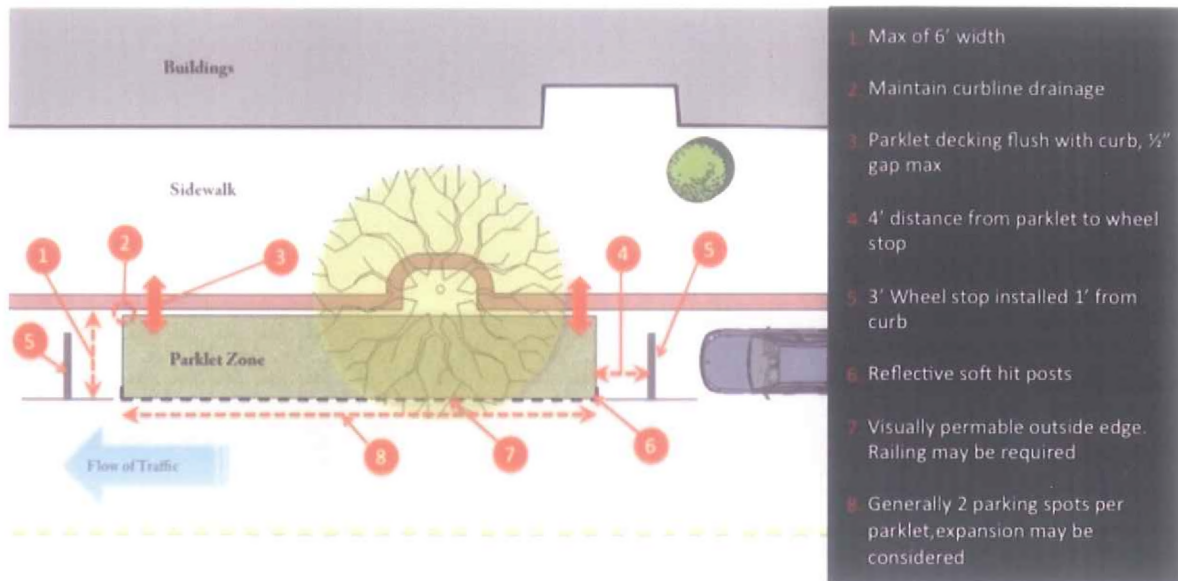 Buildings
Sidewalk
1
2
3
4
5
5
Parklet Zone
Flow of Traffic
8
7
6
1. Max of 6' width
2. Maintain curbline drainage
3. Parklet decking flush with curb, ½"
gap max
4. 4' distance from parklet to wheel
stop
5. 3' Wheel stop installed 1' from
curb
6. Reflective soft hit posts
7. Visually permable outside edge.
Railing may be required
8. Generally 2 parking spots per
parklet,expansion may be
considered